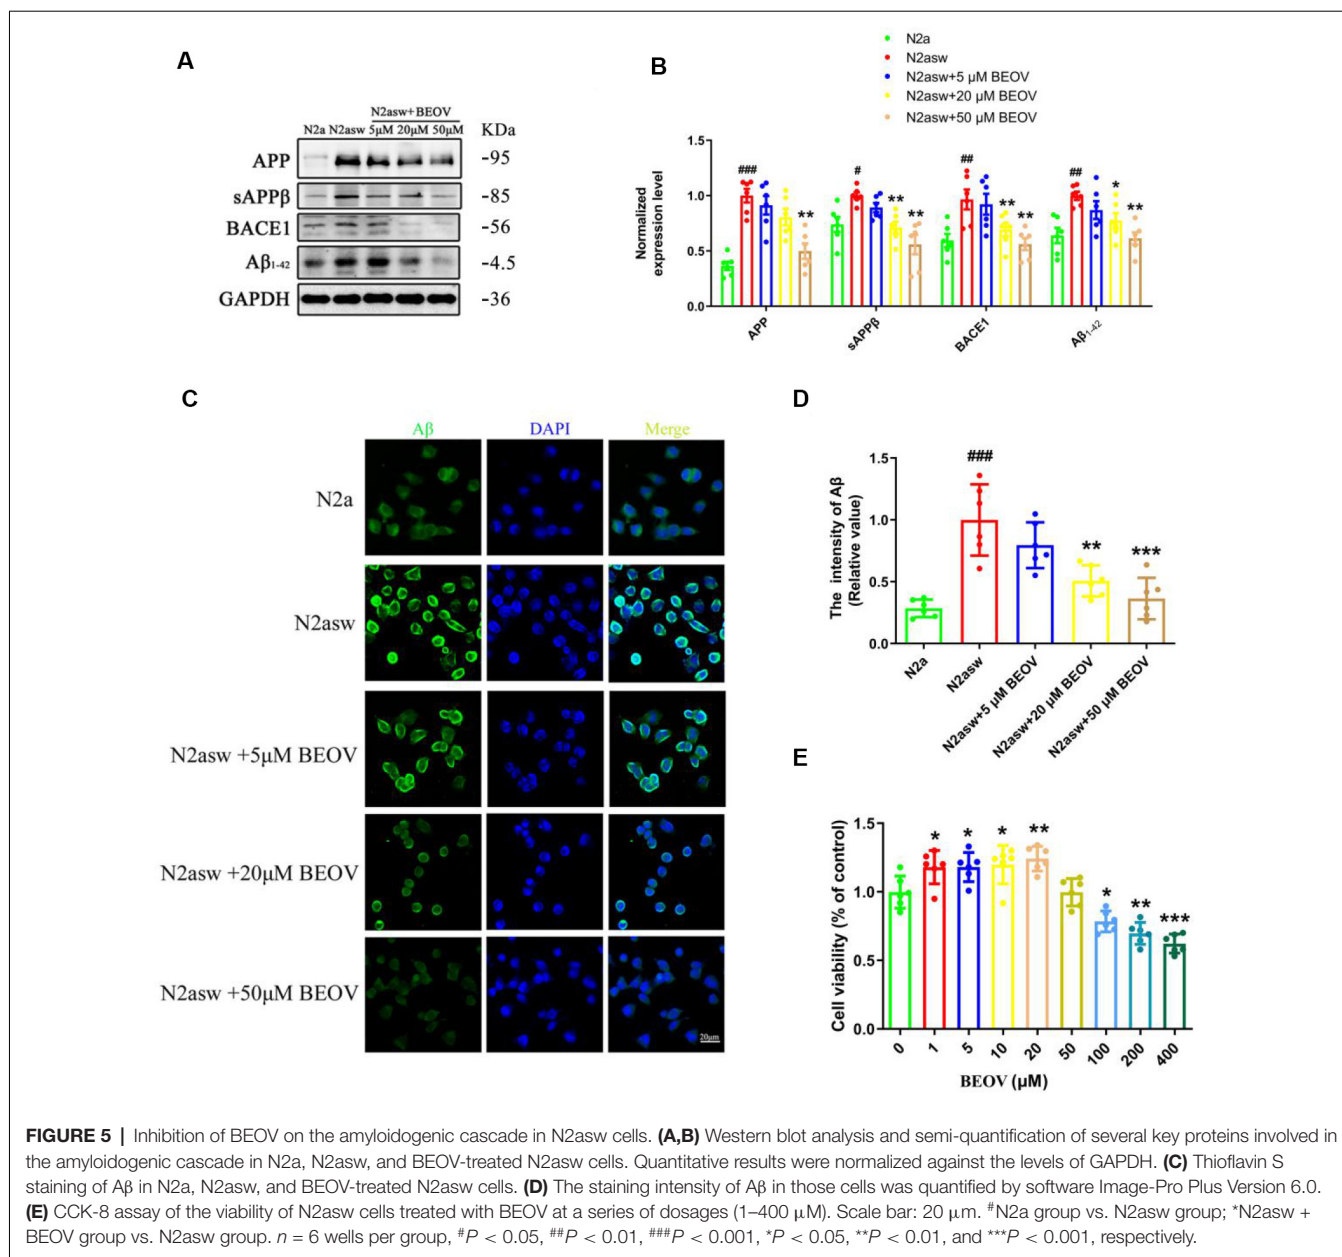 A
N2asw+BEOV
N2a N2asw 5μM 20μM 50μM KDa
APP -95
sAPPβ -85
BACE1 -56
Aβ1-42 -4.5
GAPDH -36
B
N2a
N2asw
N2asw+5 μM BEOV
N2asw+20 μM BEOV
N2asw+50 μM BEOV
Normalized
expression level
1.5
1.0
0.5
0.0
### ** # ** ** ## ** ** ## * **
APP sAPPβ BACE1 Aβ1-42
C
Aβ DAPI Merge
N2a
N2asw
N2asw +5μM BEOV
N2asw +20μM BEOV
N2asw +50μM BEOV
20μm
D
The intensity of Aβ
(Relative value)
1.5
1.0
0.5
0.0
### ** ***
N2a N2asw N2asw+5 μM BEOV N2asw+20 μM BEOV N2asw+50 μM BEOV
E
Cell viability (% of control)
1.5
1.0
0.5
0.0
* * * ** * ** ***
0 1 5 10 20 50 100 200 400
BEOV (μM)
FIGURE 5 | Inhibition of BEOV on the amyloidogenic cascade in N2asw cells. (A,B) Western blot analysis and semi-quantification of several key proteins involved in
the amyloidogenic cascade in N2a, N2asw, and BEOV-treated N2asw cells. Quantitative results were normalized against the levels of GAPDH. (C) Thioflavin S
staining of Aβ in N2a, N2asw, and BEOV-treated N2asw cells. (D) The staining intensity of Aβ in those cells was quantified by software Image-Pro Plus Version 6.0.
(E) CCK-8 assay of the viability of N2asw cells treated with BEOV at a series of dosages (1–400 μM). Scale bar: 20 μm. #N2a group vs. N2asw group; *N2asw +
BEOV group vs. N2asw group. n = 6 wells per group, #P < 0.05, ##P < 0.01, ###P < 0.001, *P < 0.05, **P < 0.01, and ***P < 0.001, respectively.